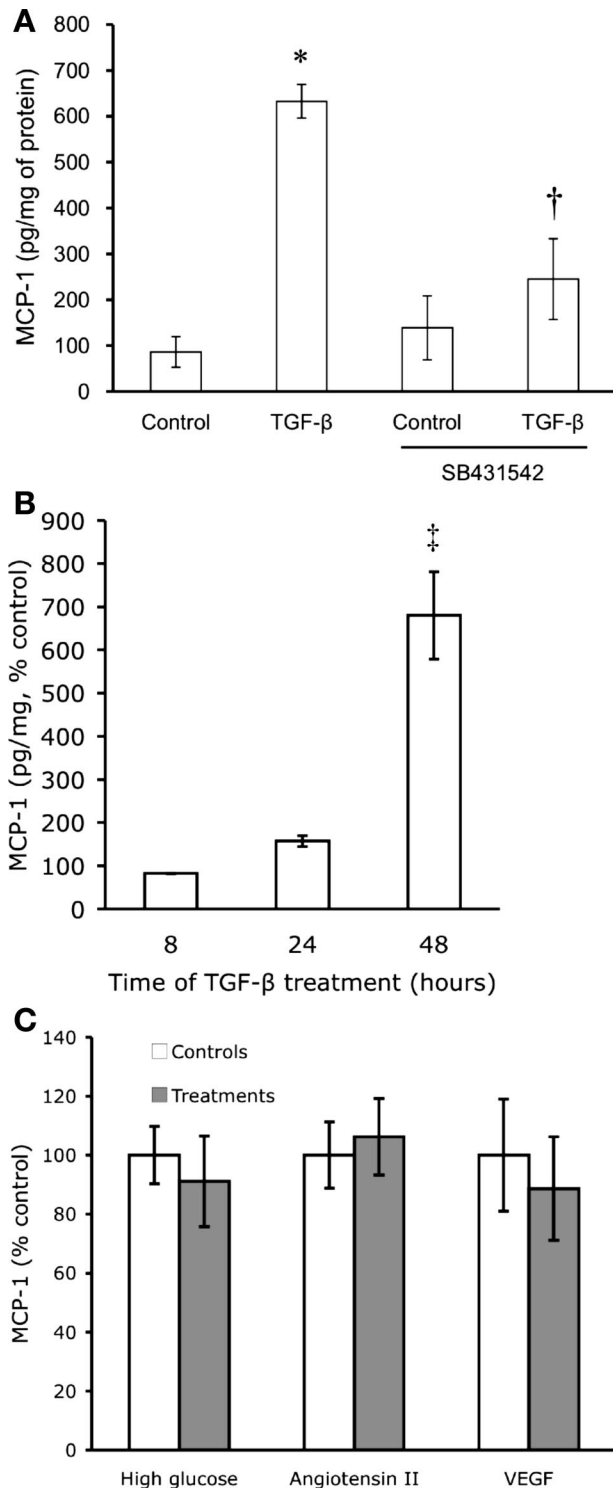 A
MCP-1 (pg/mg of protein)
800
700
600
500
400
300
200
100
0
*
†
Control TGF-β Control TGF-β
SB431542
B
MCP-1 (pg/mg, % control)
900
800
700
600
500
400
300
200
100
0
‡
8 24 48
Time of TGF-β treatment (hours)
C
MCP-1 (% control)
140
120
100
80
60
40
20
0
Controls
Treatments
High glucose Angiotensin II VEGF